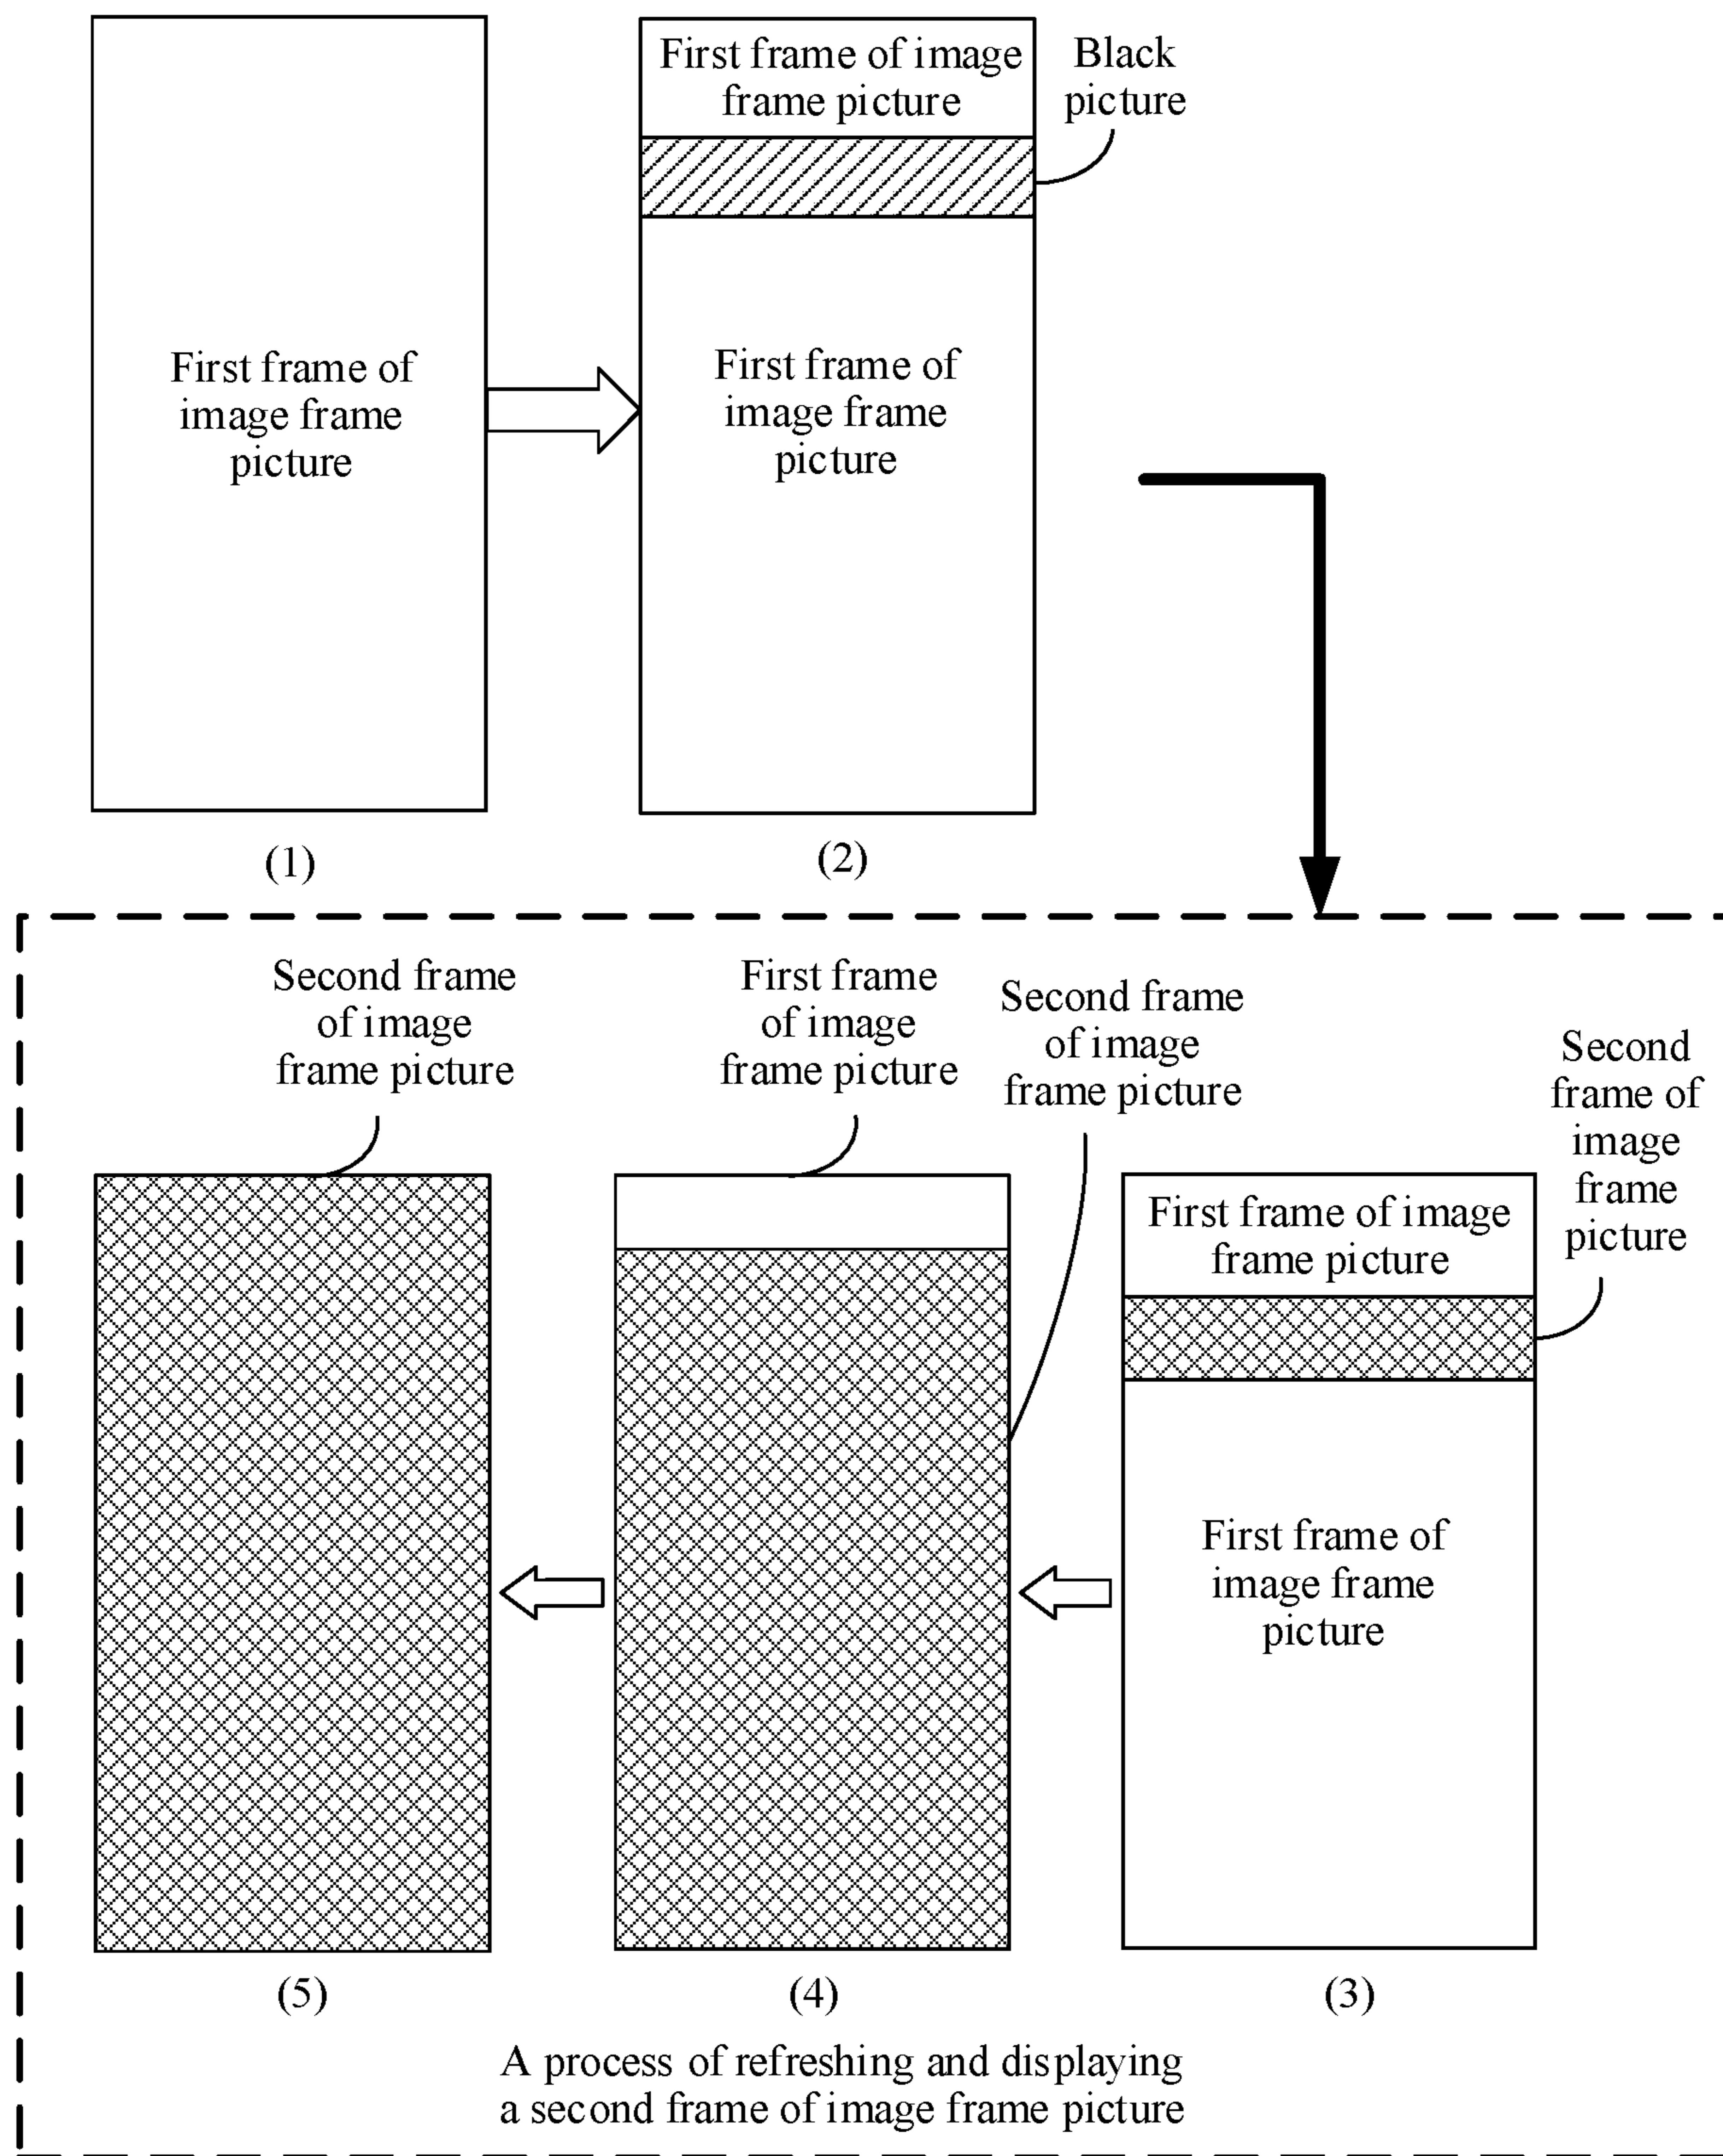 First frame of
image frame
picture
(1)
First frame of image
frame picture
Black
picture
First frame of
image frame
picture
(2)
Second frame
of image
frame picture
(5)
First frame
of image
frame picture
Second frame
of image
frame picture
(4)
Second
frame of
image
frame
picture
First frame of image
frame picture
First frame of
image frame
picture
(3)
A process of refreshing and displaying
a second frame of image frame picture